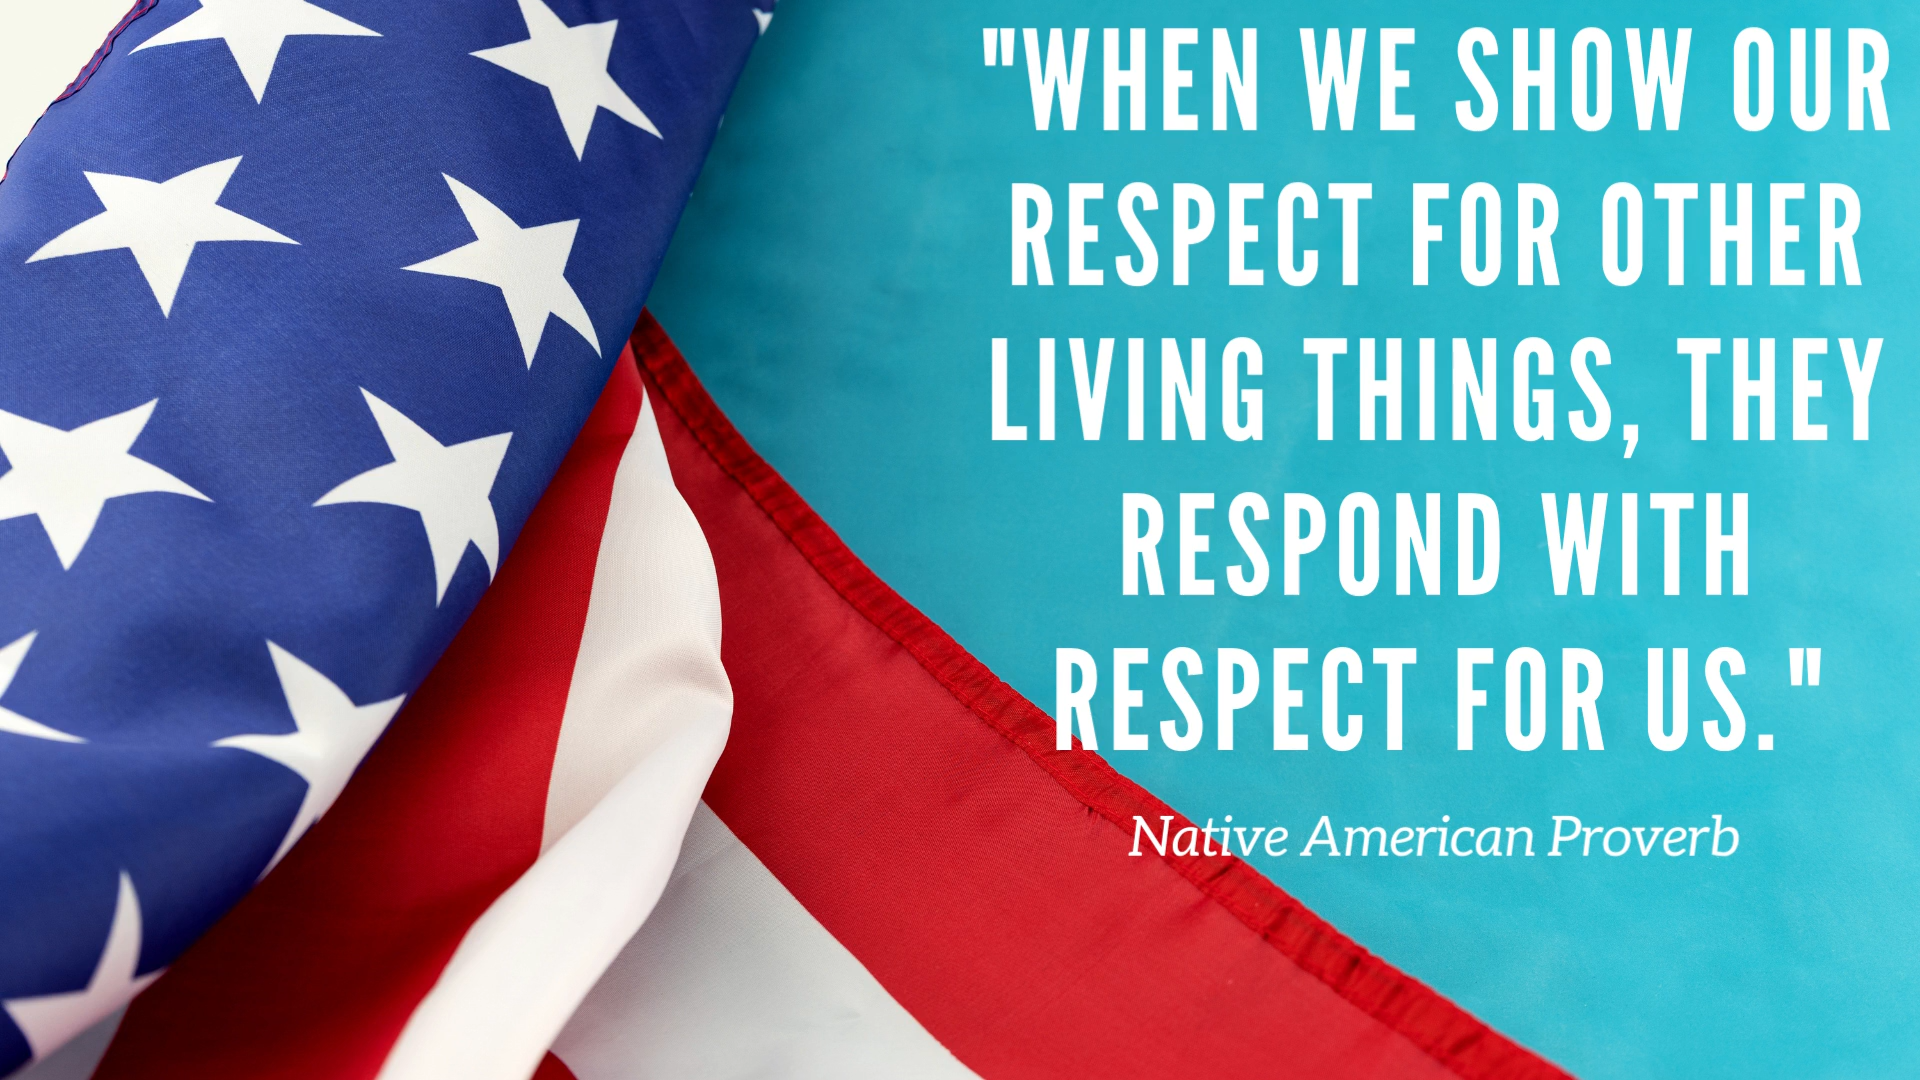 "WHEN WE SHOW OUR
RESPECT FOR OTHER
LIVING THINGS, THEY
RESPOND WITH
RESPECT FOR US."
Native American Proverb